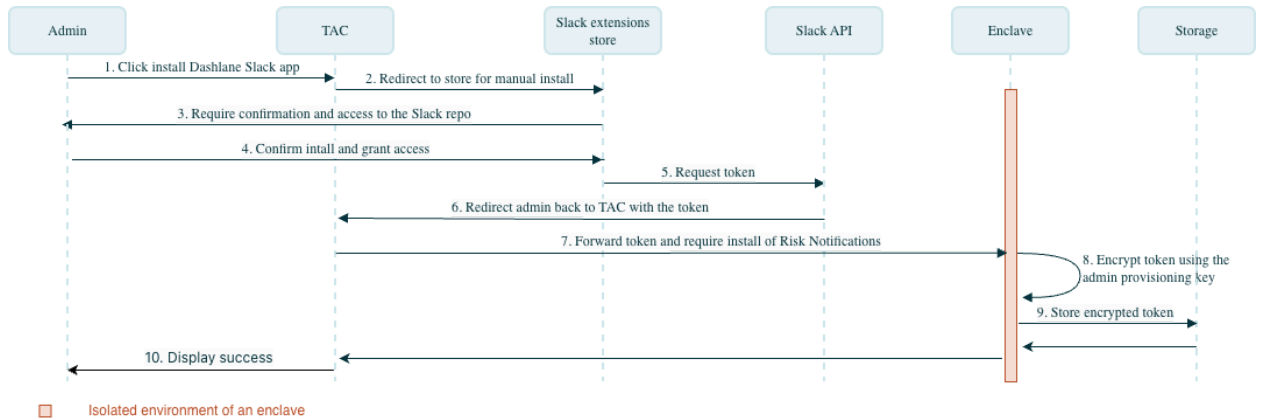 Admin
TAC
Slack extensions
store
Slack API
Enclave
Storage
1. Click install Dashlane Slack app
2. Redirect to store for manual install
3. Require confirmation and access to the Slack repo
4. Confirm intall and grant access
5. Request token
6. Redirect admin back to TAC with the token
7. Forward token and require install of Risk Notifications
8. Encrypt token using the
admin provisioning key
9. Store encrypted token
10. Display success
Isolated environment of an enclave